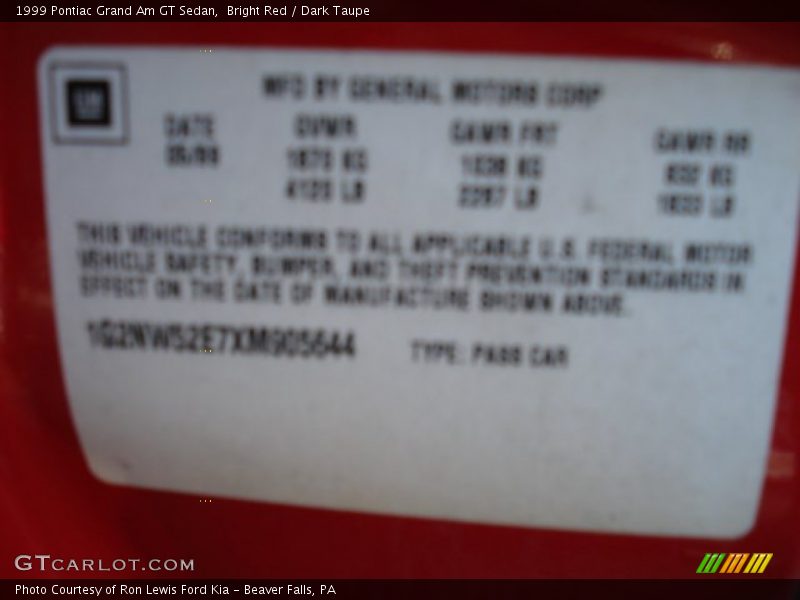 1999 Pontiac Grand Am GT Sedan, Bright Red / Dark Taupe
GM
MFD BY GENERAL MOTORS CORP
DATE GVWR GAWR FRT GAWR RR
KG KG KG
LB LB LB
THIS VEHICLE CONFORMS TO ALL APPLICABLE U.S. FEDERAL MOTOR
VEHICLE SAFETY, BUMPER, AND THEFT PREVENTION STANDARDS IN
EFFECT ON THE DATE OF MANUFACTURE SHOWN ABOVE.
1G2NW52E7XM905644 TYPE: PASS CAR
GTCARLOT.COM
Photo Courtesy of Ron Lewis Ford Kia - Beaver Falls, PA